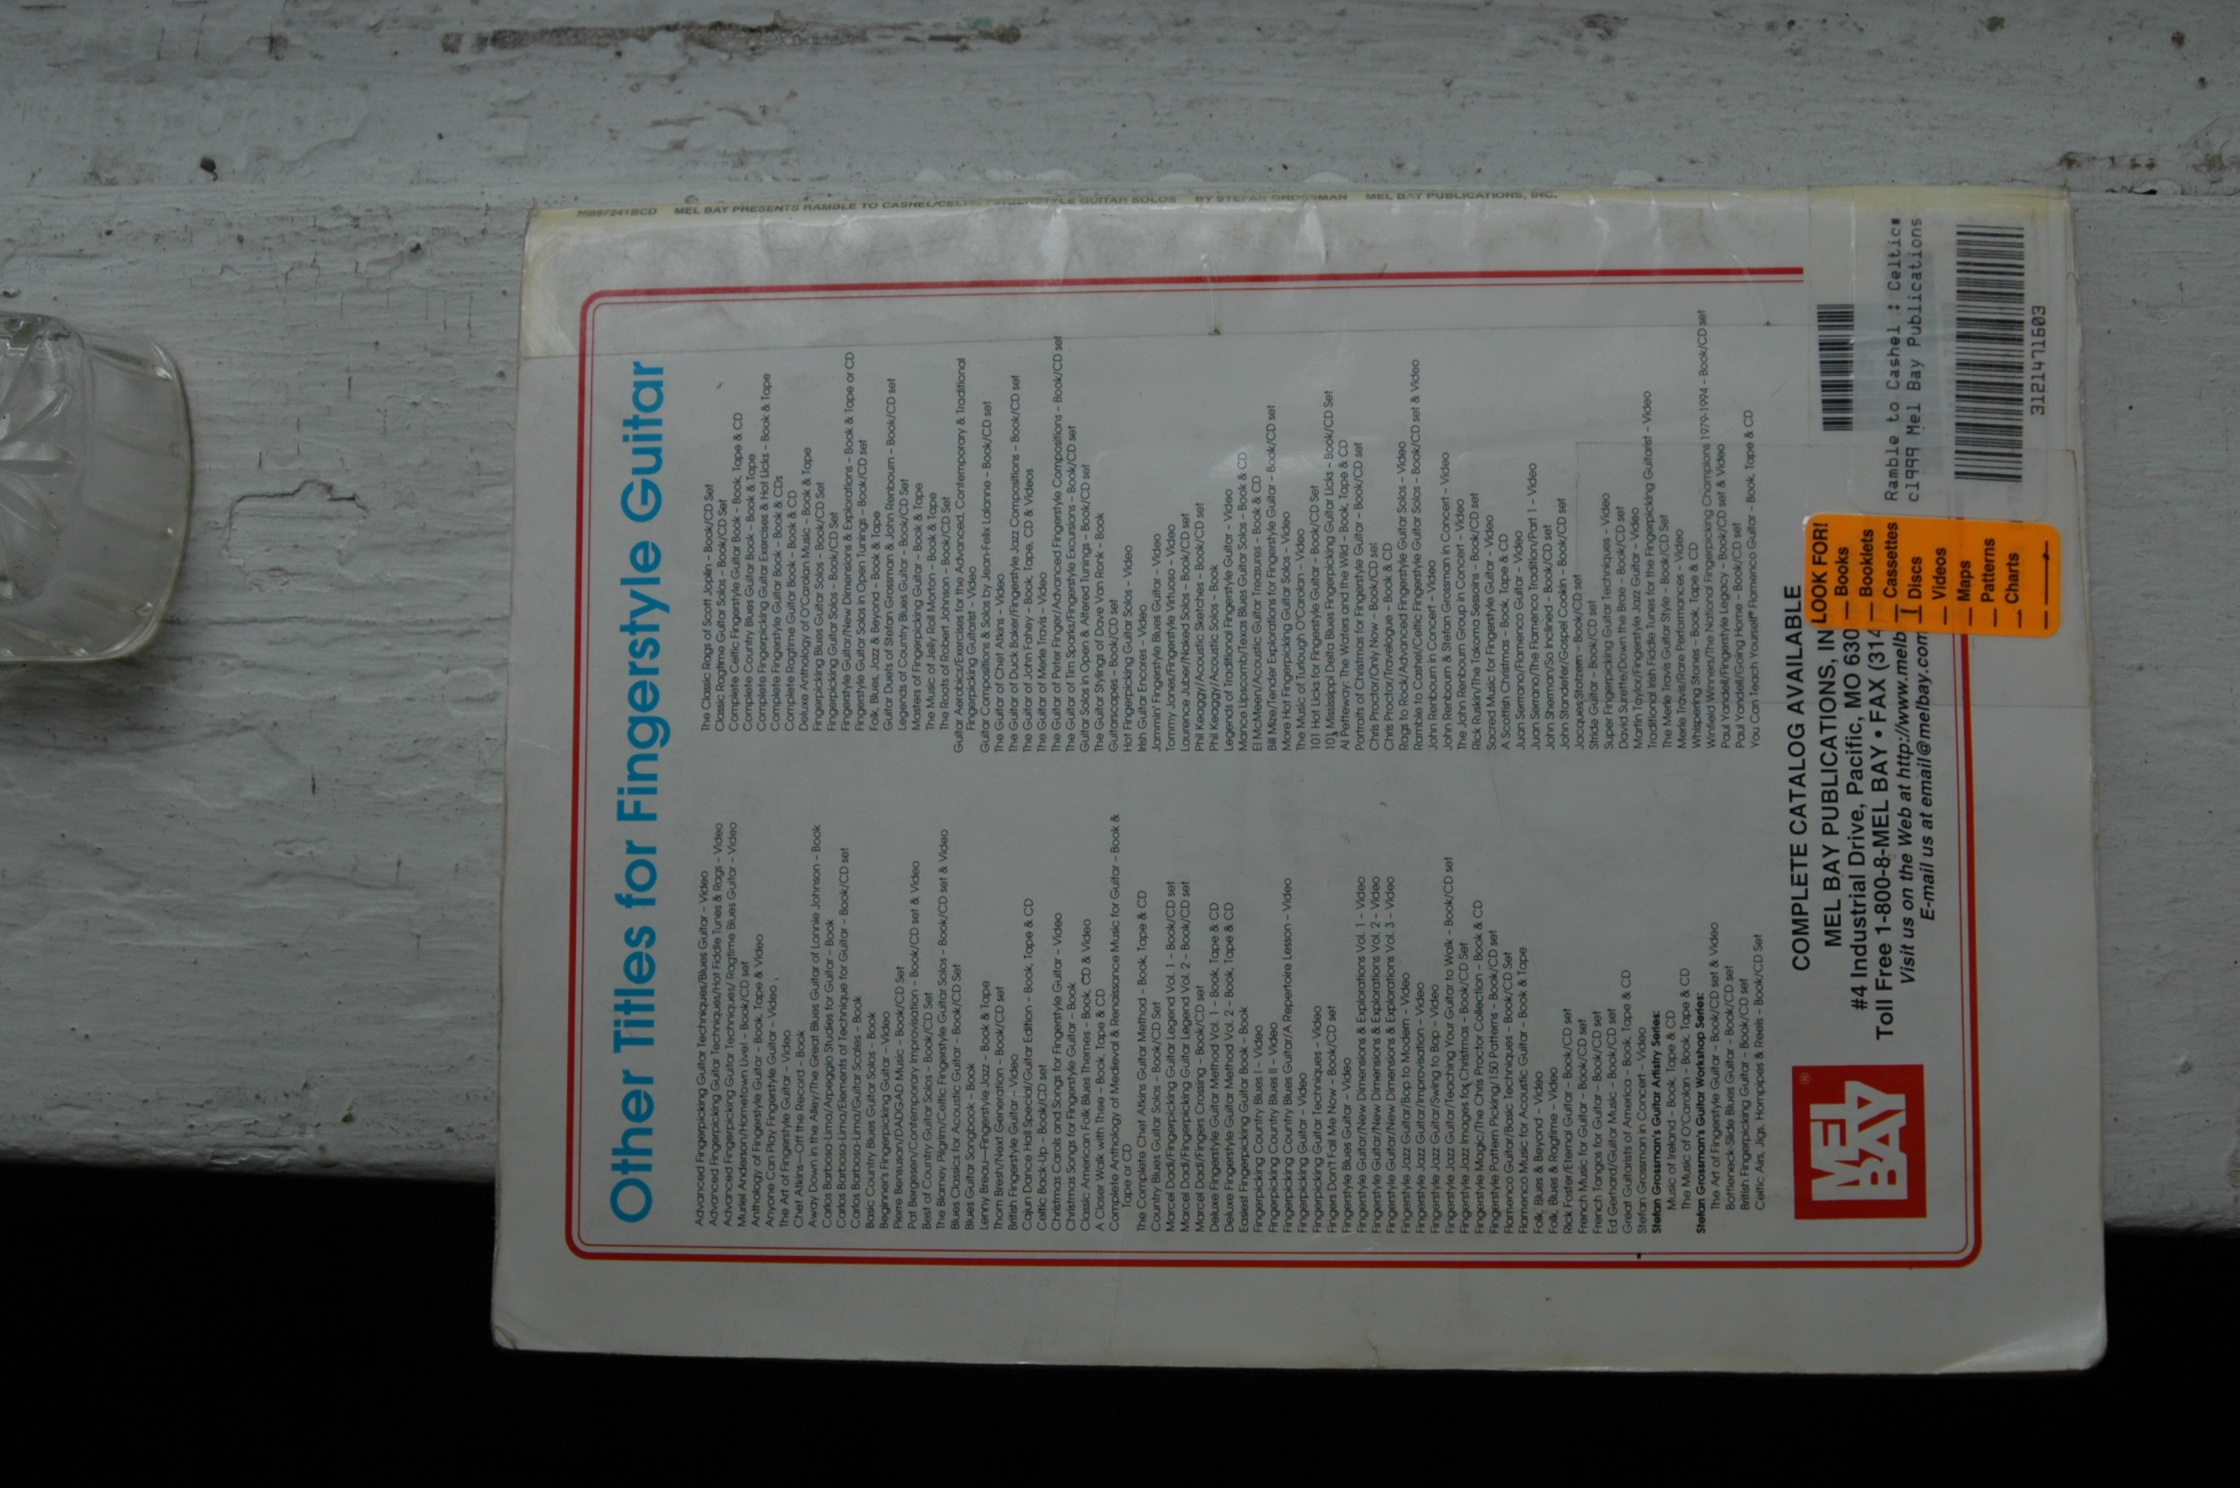 MB97241BCD MEL BAY PRESENTS RAMBLE TO CASHEL/CELTIC FINGERSTYLE GUITAR SOLOS BY STEFAN GROSSMAN MEL BAY PUBLICATIONS, INC.
Other Titles for Fingerstyle Guitar
Advanced Fingerpicking Guitar Techniques/Blues Guitar - Video
Advanced Fingerpicking Guitar Techniques/Hot Fiddle Tunes & Rags - Video
Advanced Fingerpicking Guitar Techniques/ Ragtime Blues Guitar - Video
Muriel Anderson/Hometown Live! - Book/CD set
Anthology of Fingerstyle Guitar - Book, Tape & Video
Anyone Can Play Fingerstyle Guitar - Video
The Art of Fingerstyle Guitar - Video
Chet Atkins—Off the Record - Book
Away Down in the Alley/The Great Blues Guitar of Lonnie Johnson - Book
Carlos Barbosa-Lima/Arpeggio Studies for Guitar - Book
Carlos Barbosa-Lima/Elements of Technique for Guitar - Book/CD set
Carlos Barbosa-Lima/Guitar Scales - Book
Basic Country Blues Guitar Solos - Book
Beginner's Fingerpicking Guitar - Video
Pierre Bensusan/DADGAD Music - Book/CD Set
Pat Bergeson/Contemporary Improvisation - Book/CD set & Video
Best of Country Guitar Solos - Book/CD Set
The Blarney Pilgrim/Celtic Fingerstyle Guitar Solos - Book/CD set & Video
Blues Classics for Acoustic Guitar - Book/CD Set
Blues Guitar Songbook - Book
Lenny Breau—Fingerstyle Jazz - Book & Tape
Thom Bresh/Next Generation - Book/CD set
British Fingerstyle Guitar - Video
Cajun Dance Hall Special/Guitar Edition - Book, Tape & CD
Celtic Back-Up - Book/CD set
Christmas Carols and Songs for Fingerstyle Guitar - Video
Christmas Songs for Fingerstyle Guitar - Book
Classic American Folk Blues Themes - Book, CD & Video
A Closer Walk with Thee - Book, Tape & CD
Complete Anthology of Medieval & Renaissance Music for Guitar - Book &
Tape or CD
The Complete Chet Atkins Guitar Method - Book, Tape & CD
Country Blues Guitar Solos - Book/CD Set
Marcel Dadi/Fingerpicking Guitar Legend Vol. 1 - Book/CD set
Marcel Dadi/Fingerpicking Guitar Legend Vol. 2 - Book/CD set
Marcel Dadi/Fingers Crossing - Book/CD set
Deluxe Fingerstyle Guitar Method Vol. 1 - Book, Tape & CD
Deluxe Fingerstyle Guitar Method Vol. 2 - Book, Tape & CD
Easiest Fingerpicking Guitar Book - Book
Fingerpicking Country Blues I - Video
Fingerpicking Country Blues II - Video
Fingerpicking Country Blues Guitar/A Repertoire Lesson - Video
Fingerpicking Guitar - Video
Fingerpicking Guitar Techniques - Video
Fingers Don't Fail Me Now - Book/CD set
Fingerstyle Blues Guitar - Video
Fingerstyle Guitar/New Dimensions & Explorations Vol. 1 - Video
Fingerstyle Guitar/New Dimensions & Explorations Vol. 2 - Video
Fingerstyle Guitar/New Dimensions & Explorations Vol. 3 - Video
Fingerstyle Jazz Guitar/Bop to Modern - Video
Fingerstyle Jazz Guitar/Improvisation - Video
Fingerstyle Jazz Guitar/Swing to Bop - Video
Fingerstyle Jazz Guitar/Teaching Your Guitar to Walk - Book/CD set
Fingerstyle Jazz Images for Christmas - Book/CD Set
Fingerstyle Magic/The Chris Proctor Collection - Book & CD
Fingerstyle Pattern Picking/150 Patterns - Book/CD set
Flamenco Guitar/Basic Techniques - Book/CD Set
Flamenco Music for Acoustic Guitar - Book & Tape
Folk, Blues & Beyond - Video
Folk, Blues & Ragtime - Video
Rick Foster/Eternal Guitar - Book/CD set
French Music for Guitar - Book/CD set
French Tangos for Guitar - Book/CD set
Ed Gerhard/Guitar Music - Book/CD set
Great Guitarists of America - Book, Tape & CD
Stefan Grossman in Concert - Video
Stefan Grossman's Guitar Artistry Series:
Music of Ireland - Book, Tape & CD
The Music of O'Carolan - Book, Tape & CD
Stefan Grossman's Guitar Workshop Series:
The Art of Fingerstyle Guitar - Book/CD set & Video
Bottleneck-Slide Blues Guitar - Book/CD set
British Fingerpicking Guitar - Book/CD set
Celtic Airs, Jigs, Hornpipes & Reels - Book/CD Set
The Classic Rags of Scott Joplin - Book/CD Set
Classic Ragtime Guitar Solos - Book/CD Set
Complete Celtic Fingerstyle Guitar Book - Book, Tape & CD
Complete Country Blues Guitar Book - Book & Tape
Complete Fingerpicking Guitar Exercises & Hot Licks - Book & Tape
Complete Fingerstyle Guitar Book - Book & CDs
Complete Ragtime Guitar Book - Book & CD
Deluxe Anthology of O'Carolan Music - Book & Tape
Fingerpicking Blues Guitar Solos - Book/CD Set
Fingerpicking Guitar Solos - Book/CD Set
Fingerstyle Guitar/New Dimensions & Explorations - Book & Tape or CD
Fingerstyle Guitar Solos in Open Tunings - Book/CD set
Folk, Blues, Jazz & Beyond - Book & Tape
Guitar Duets of Stefan Grossman & John Renbourn - Book/CD set
Legends of Country Blues Guitar - Book/CD Set
Masters of Fingerpicking Guitar - Book & Tape
The Music of Jelly Roll Morton - Book & Tape
The Roots of Robert Johnson - Book/CD Set
Guitar Aerobics/Exercises for the Advanced, Contemporary & Traditional
Fingerpicking Guitarist - Video
Guitar Compositions & Solos by Jean-Felix Lalanne - Book/CD set
The Guitar of Chet Atkins - Video
The Guitar of Duck Baker/Fingerstyle Jazz Compositions - Book/CD set
The Guitar of John Fahey - Book, Tape, CD & Videos
The Guitar of Merle Travis - Video
The Guitar of Peter Finger/Advanced Fingerstyle Compositions - Book/CD set
The Guitar of Tim Sparks/Fingerstyle Excursions - Book/CD set
Guitar Solos in Open & Altered Tunings - Book/CD set
The Guitar Stylings of Dave Van Ronk - Book
Guitarscapes - Book/CD set
Hot Fingerpicking Guitar Solos - Video
Irish Guitar Encores - Video
Jammin' Fingerstyle Blues Guitar - Video
Tommy Jones/Fingerstyle Virtuoso - Video
Laurence Juber/Naked Solos - Book/CD set
Phil Keaggy/Acoustic Sketches - Book/CD set
Phil Keaggy/Acoustic Solos - Book
Legends of Traditional Fingerstyle Guitar - Video
Mance Lipscomb/Texas Blues Guitar Solos - Book & CD
El McMeen/Acoustic Guitar Treasures - Book & CD
Bill Mize/Tender Explorations for Fingerstyle Guitar - Book/CD set
More Hot Fingerpicking Guitar Solos - Video
The Music of Turlough O'Carolan - Video
101 Hot Licks for Fingerstyle Guitar - Book/CD Set
101 Mississippi Delta Blues Fingerpicking Guitar Licks - Book/CD Set
Al Petteway: The Waters and the Wild - Book, Tape & CD
Portraits of Christmas for Fingerstyle Guitar - Book/CD set
Chris Proctor/Only Now - Book/CD set
Chris Proctor/Travelogue - Book & CD
Rags to Rock/Advanced Fingerstyle Guitar Solos - Video
Ramble to Cashel/Celtic Fingerstyle Guitar Solos - Book/CD set & Video
John Renbourn in Concert - Video
John Renbourn & Stefan Grossman in Concert - Video
The John Renbourn Group in Concert - Video
Rick Ruskin/The Takoma Sessoins - Book/CD set
Sacred Music for Fingerstyle Guitar - Video
A Scottish Christmas - Book, Tape & CD
Juan Serrano/Flamenco Guitar - Video
Juan Serrano/The Flamenco Tradition/Part 1 - Video
John Sherman/So Inclined - Book/CD set
John Standefer/Gospel Cookin' - Book/CD set
Jacques Stotzem - Book/CD set
Stride Guitar - Book/CD set
Super Fingerpicking Guitar Techniques - Video
David Surette/Down the Brae - Book/CD set
Martin Taylor/Fingerstyle Jazz Guitar - Video
Traditional Irish Fiddle Tunes for the Fingerpicking Guitarist - Video
The Merle Travis Guitar Style - Book/CD Set
Merle Travis/Rare Performances - Video
Whispering Stones - Book, Tape & CD
Winfield Winners/The National Fingerpicking Champions 1979-1994 - Book/CD set
Paul Yandell/Fingerstyle Legacy - Book/CD set & Video
Paul Yandell/Going Home - Book/CD set
You Can Teach Yourself® Flamenco Guitar - Book, Tape & CD
MEL BAY ®
COMPLETE CATALOG AVAILABLE
MEL BAY PUBLICATIONS, IN
#4 Industrial Drive, Pacific, MO 630
Toll Free 1-800-8-MEL BAY • FAX (314
Visit us on the Web at http://www.melb
E-mail us at email@melbay.com
LOOK FOR!
Books
Booklets
Cassettes
1 Discs
Videos
Maps
Patterns
Charts
Ramble to Cashel : Celtic
c1999 Mel Bay Publications
3121471603